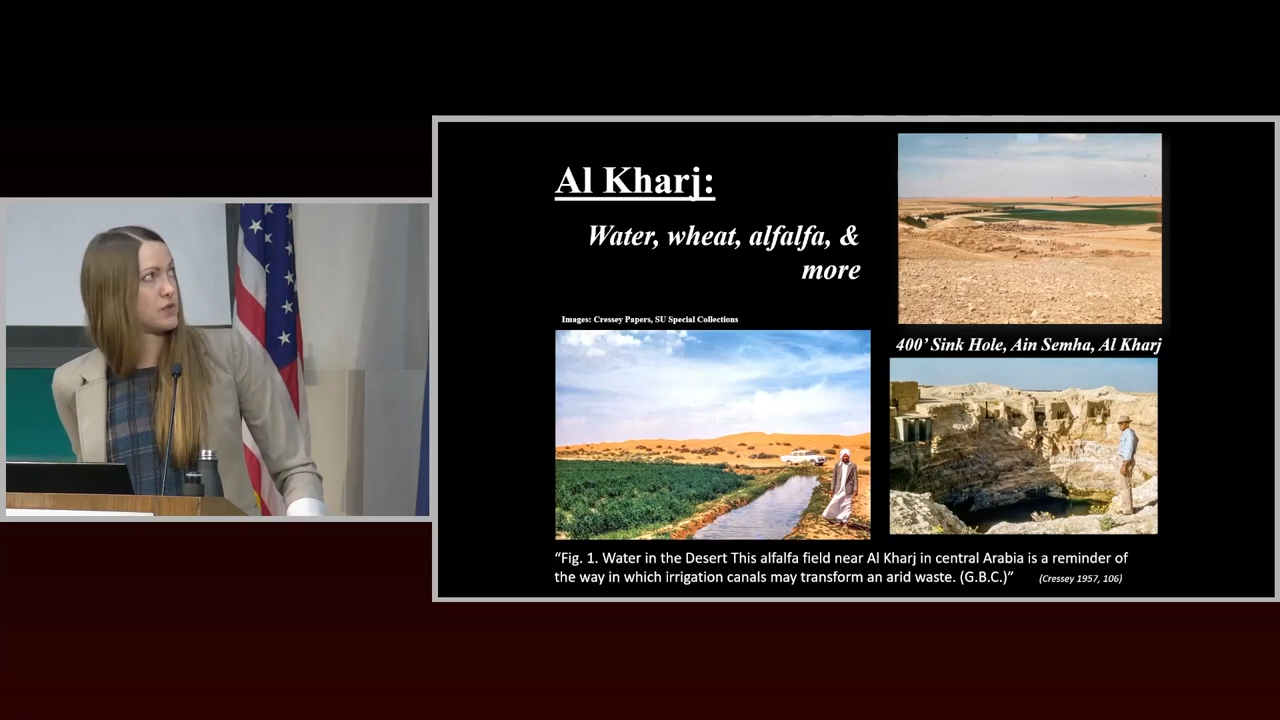 Al Kharj:
Water, wheat, alfalfa, &
more
Images: Cressey Papers, SU Special Collections
400’ Sink Hole, Ain Semha, Al Kharj
“Fig. 1. Water in the Desert This alfalfa field near Al Kharj in central Arabia is a reminder of
the way in which irrigation canals may transform an arid waste. (G.B.C.)” (Cressey 1957, 106)